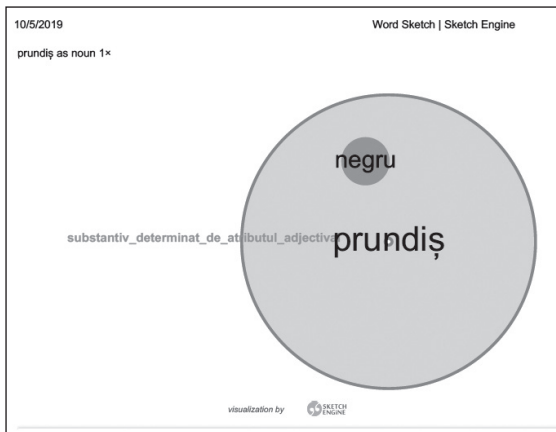 10/5/2019 Word Sketch | Sketch Engine
prundiș as noun 1×
negru
substantiv_determinat_de_atributul_adjectival
prundiș
visualization by SKETCH ENGINE